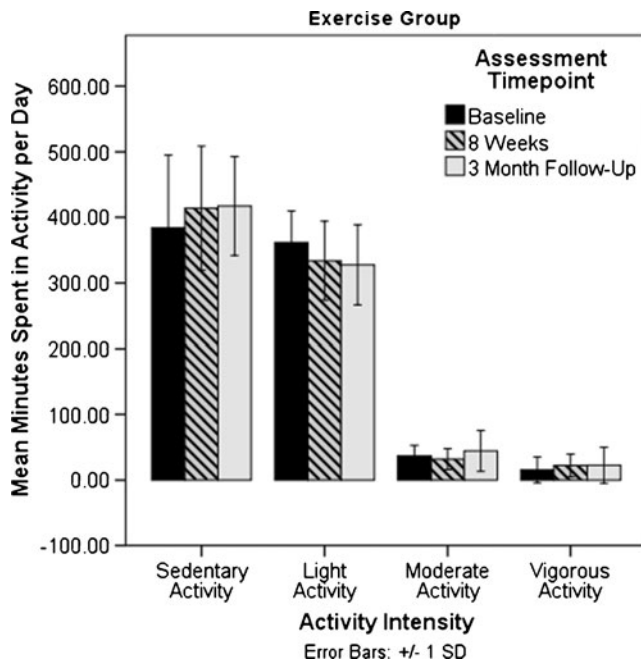 Exercise Group
Assessment
Timepoint
Baseline
8 Weeks
3 Month Follow-Up
Mean Minutes Spent in Activity per Day
600.00
500.00
400.00
300.00
200.00
100.00
0.00
-100.00
Sedentary Activity
Light Activity
Moderate Activity
Vigorous Activity
Activity Intensity
Error Bars: +/- 1 SD